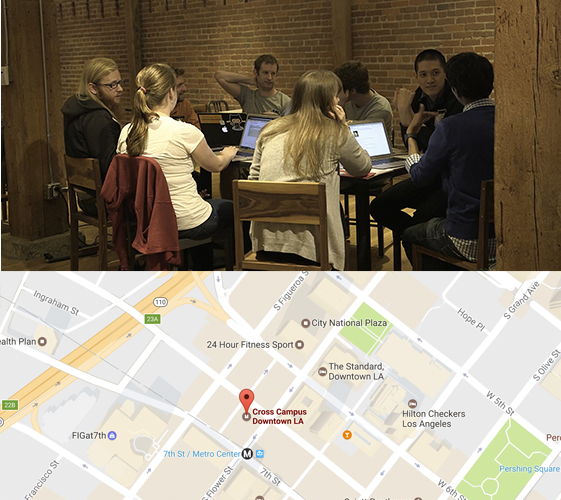 S Figueroa St
Ingraham St
110
23A
City National Plaza
Hope Pl
S Grand Ave
ealth Plan
24 Hour Fitness Sport
S Olive St
The Standard,
Downtown LA
22B
Cross Campus
Downtown LA
Hilton Checkers
Los Angeles
W 5th St
FIGat7th
7th St / Metro Center
M
Per
Pershing Square
Francisco St
S Flower St
7th St
W 6th St